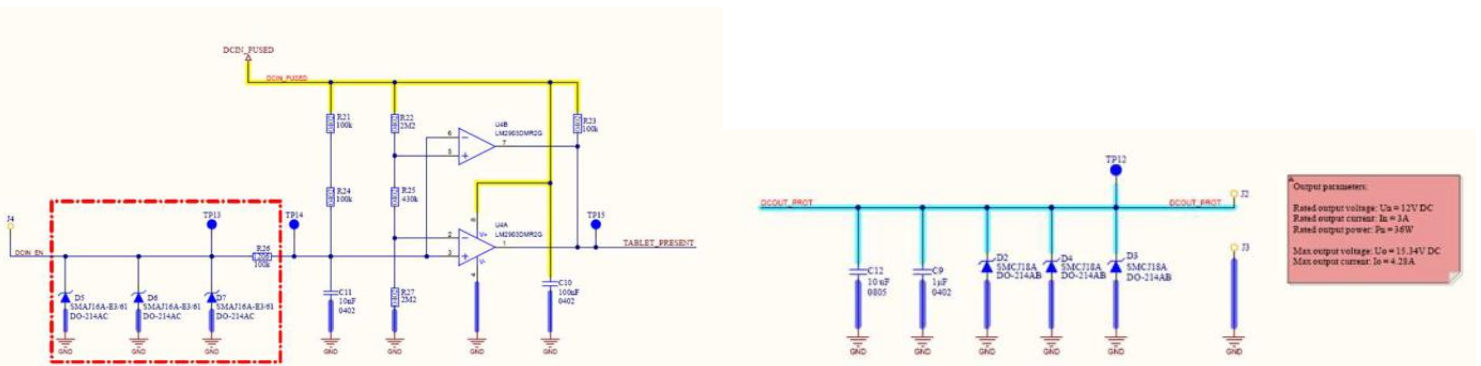 DCIN_FUSED
DCIN_FUSED
R21
100k
R22
2M2
U4B
LM2903DMR2G
R23
100k
6
5
7
R24
100k
R25
430k
J4
TP13
TP14
U4A
LM2903DMR2G
TP15
DCIN_EN
R26
100k
2
3
8
V+
V-
4
1
TABLET_PRESENT
D5
SMAJ16A-E3/61
DO-214AC
D6
SMAJ16A-E3/61
DO-214AC
D7
SMAJ16A-E3/61
DO-214AC
C11
10uF
0402
R27
2M2
C10
100nF
0402
GND
GND
GND
GND
GND
GND
GND
TP12
DCOUT_PROT
DCOUT_PROT
J2
J3
C12
10 uF
0805
C9
1µF
0402
D2
SMCJ18A
DO-214AB
D4
SMCJ18A
DO-214AB
D3
SMCJ18A
DO-214AB
GND
GND
GND
GND
GND
GND
Output parameters:
Rated output voltage: Un = 12V DC
Rated output current: In = 3A
Rated output power: Pn = 36W
Max output voltage: Uo = 15.34V DC
Max output current: Io = 4.28A